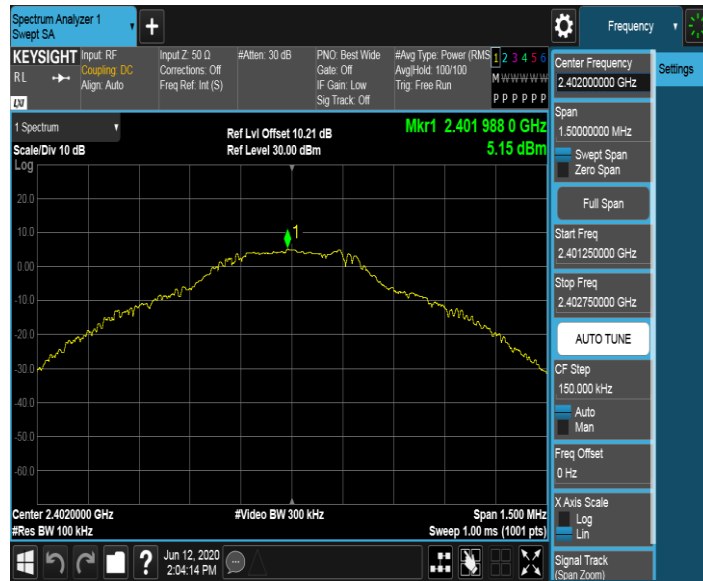 Spectrum Analyzer 1
Swept SA
+
Frequency
KEYSIGHT
RL
LXI
Input: RF
Coupling: DC
Align: Auto
Input Z: 50 Ω
Corrections: Off
Freq Ref: Int (S)
#Atten: 30 dB
PNO: Best Wide
Gate: Off
IF Gain: Low
Sig Track: Off
#Avg Type: Power (RMS
Avg|Hold: 100/100
Trig: Free Run
1 2 3 4 5 6
M W W W W W
P P P P P P
1 Spectrum
Scale/Div 10 dB
Log
Ref Lvl Offset 10.21 dB
Ref Level 30.00 dBm
Mkr1 2.401 988 0 GHz
5.15 dBm
20.0
10.0
0.00
-10.0
-20.0
-30.0
-40.0
-50.0
-60.0
1
Center 2.4020000 GHz
#Res BW 100 kHz
#Video BW 300 kHz
Span 1.500 MHz
Sweep 1.00 ms (1001 pts)
?
Jun 12, 2020
2:04:14 PM
Center Frequency
2.402000000 GHz
Settings
Span
1.50000000 MHz
Swept Span
Zero Span
Full Span
Start Freq
2.401250000 GHz
Stop Freq
2.402750000 GHz
AUTO TUNE
CF Step
150.000 kHz
Auto
Man
Freq Offset
0 Hz
X Axis Scale
Log
Lin
Signal Track
(Span Zoom)